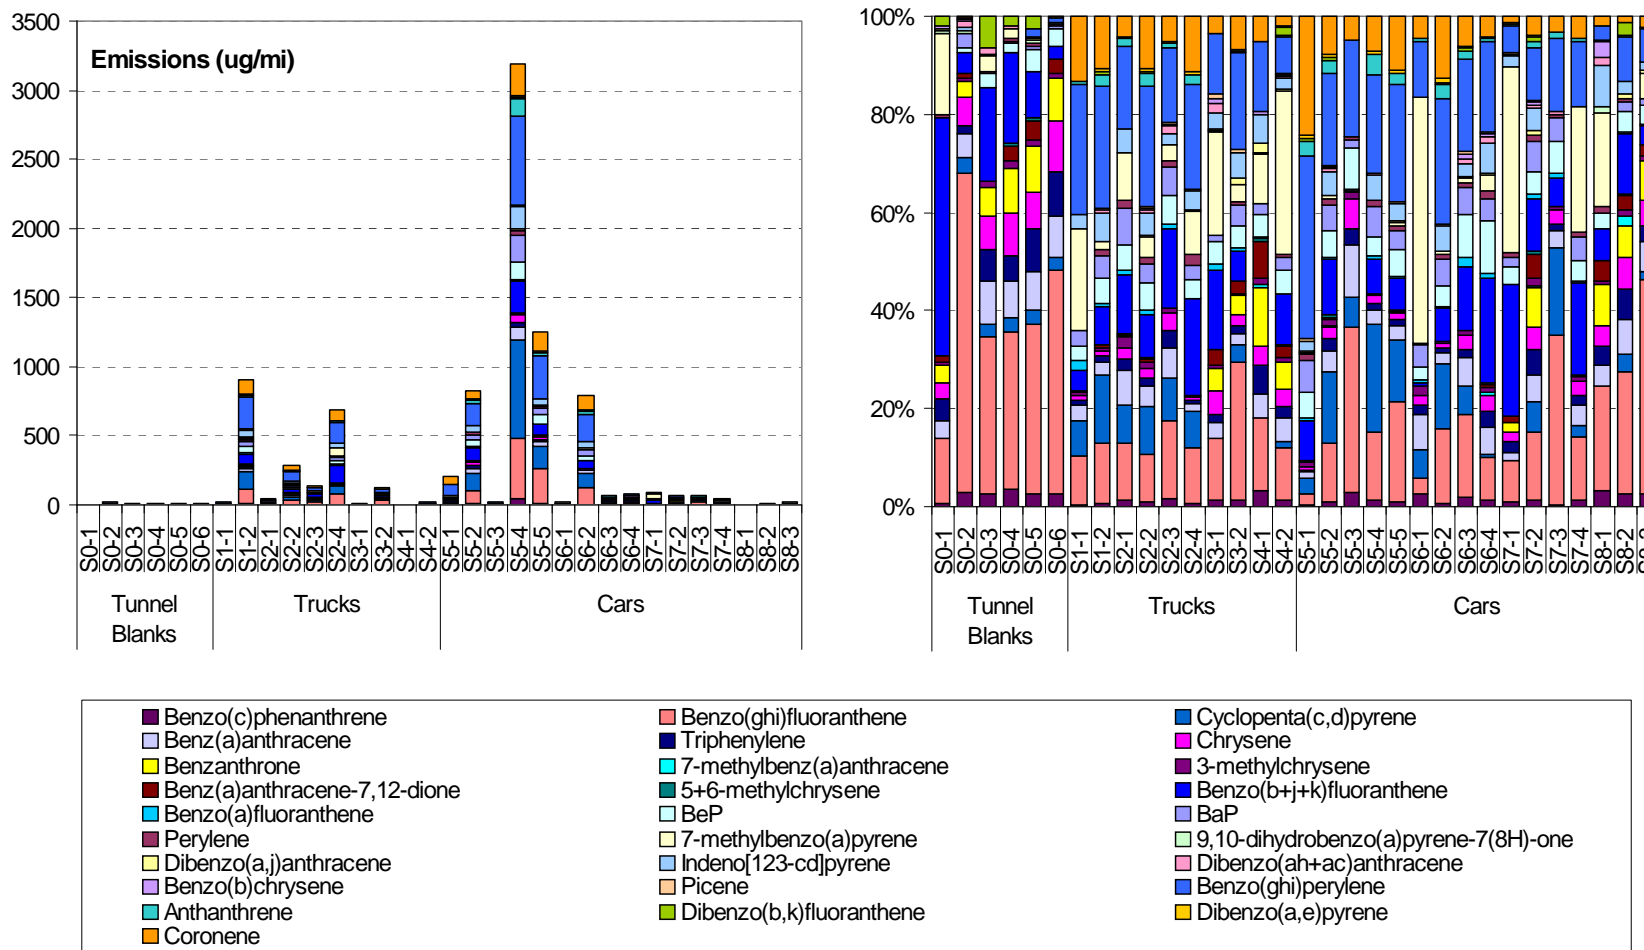 3500
3000
2500
2000
1500
1000
500
0
Emissions (ug/mi)
S0-1 S0-2 S0-3 S0-4 S0-5 S0-6 S1-1 S1-2 S2-1 S2-2 S2-3 S2-4 S3-1 S3-2 S4-1 S4-2 S5-1 S5-2 S5-3 S5-4 S5-5 S6-1 S6-2 S6-3 S6-4 S7-1 S7-2 S7-3 S7-4 S8-1 S8-2 S8-3
Tunnel Trucks Cars
Blanks
100%
80%
60%
40%
20%
0%
S0-1 S0-2 S0-3 S0-4 S0-5 S0-6 S1-1 S1-2 S2-1 S2-2 S2-3 S2-4 S3-1 S3-2 S4-1 S4-2 S5-1 S5-2 S5-3 S5-4 S5-5 S6-1 S6-2 S6-3 S6-4 S7-1 S7-2 S7-3 S7-4 S8-1 S8-2
Tunnel Trucks Cars
Blanks
Benzo(c)phenanthrene Benzo(ghi)fluoranthene Cyclopenta(c,d)pyrene
Benz(a)anthracene Triphenylene Chrysene
Benzanthrone 7-methylbenz(a)anthracene 3-methylchrysene
Benz(a)anthracene-7,12-dione 5+6-methylchrysene Benzo(b+j+k)fluoranthene
Benzo(a)fluoranthene BeP BaP
Perylene 7-methylbenzo(a)pyrene 9,10-dihydrobenzo(a)pyrene-7(8H)-one
Dibenzo(a,j)anthracene Indeno[123-cd]pyrene Dibenzo(ah+ac)anthracene
Benzo(b)chrysene Picene Benzo(ghi)perylene
Anthanthrene Dibenzo(b,k)fluoranthene Dibenzo(a,e)pyrene
Coronene